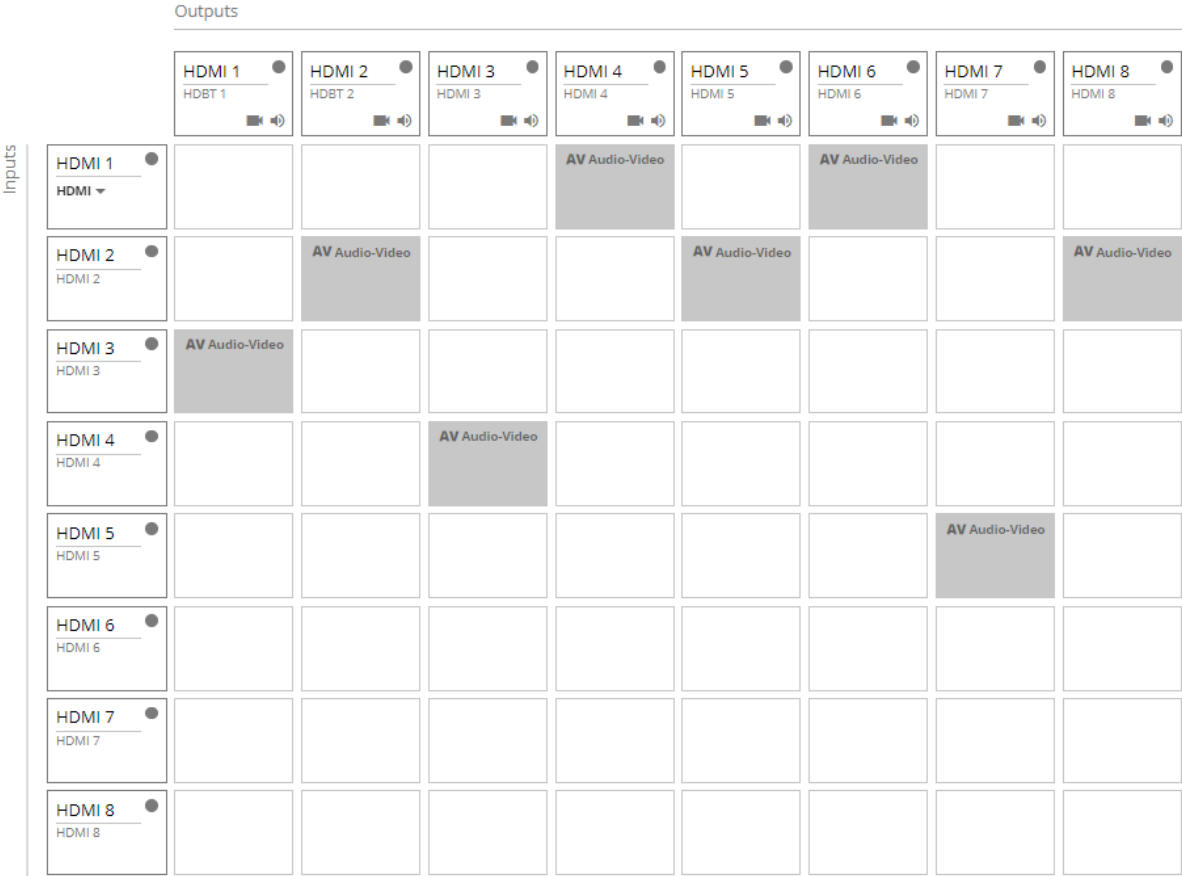 Outputs
HDMI 1 HDMI 2 HDMI 3 HDMI 4 HDMI 5 HDMI 6 HDMI 7 HDMI 8
HDBT 1 HDBT 2 HDMI 3 HDMI 4 HDMI 5 HDMI 6 HDMI 7 HDMI 8
Inputs
HDMI 1 AV Audio-Video AV Audio-Video
HDMI
HDMI 2 AV Audio-Video AV Audio-Video AV Audio-Video
HDMI 2
HDMI 3 AV Audio-Video
HDMI 3
HDMI 4 AV Audio-Video
HDMI 4
HDMI 5 AV Audio-Video
HDMI 5
HDMI 6
HDMI 6
HDMI 7
HDMI 7
HDMI 8
HDMI 8